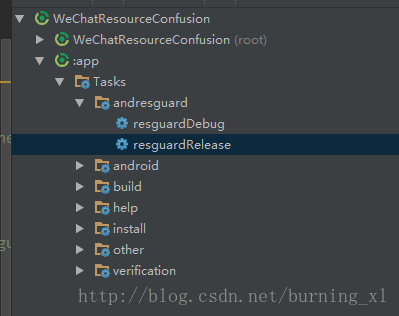 WeChatResourceConfusion
WeChatResourceConfusion (root)
:app
Tasks
andresguard
resguardDebug
resguardRelease
android
build
help
install
other
verification
http://blog.csdn.net/burning_xl